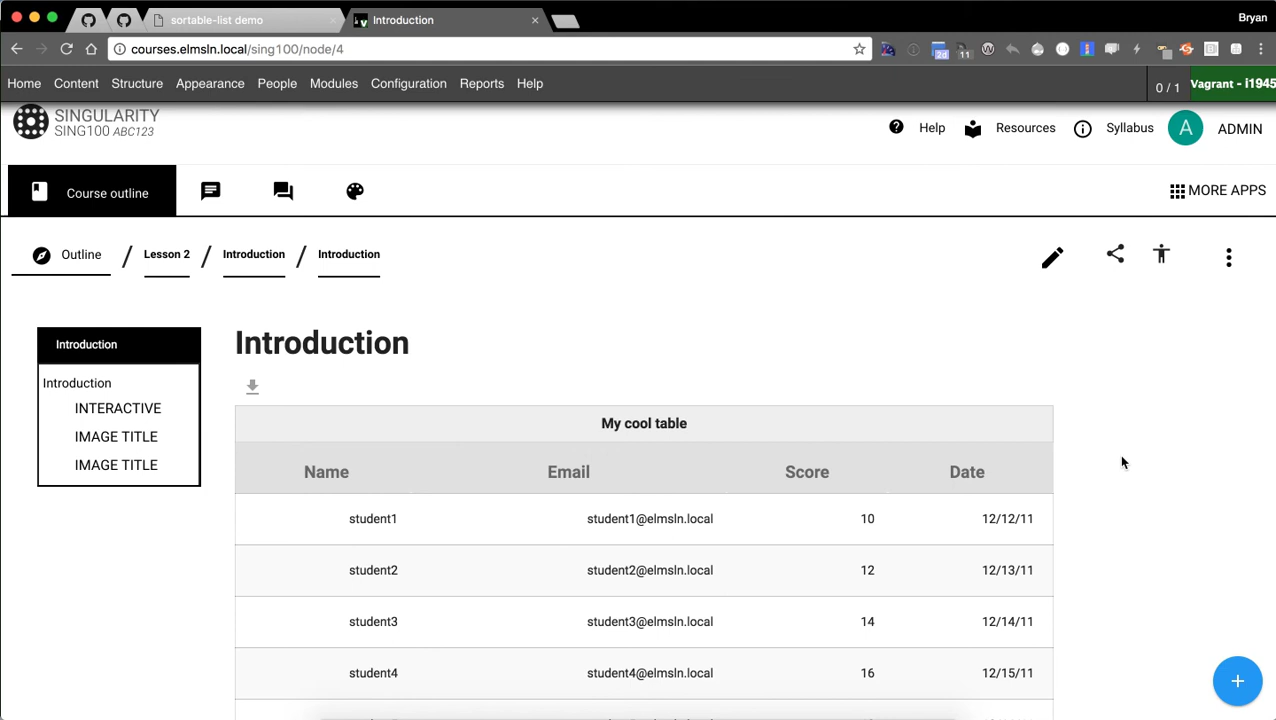 sortable-list demo
Introduction
Bryan
courses.elmsln.local/sing100/node/4
2d
11
Home Content Structure Appearance People Modules Configuration Reports Help
0 / 1
Vagrant - i1945
SINGULARITY
SING100 ABC123
Help
Resources
Syllabus
A
ADMIN
Course outline
MORE APPS
Outline / Lesson 2 / Introduction / Introduction
Introduction
Introduction
INTERACTIVE
IMAGE TITLE
IMAGE TITLE
Introduction
My cool table
Name Email Score Date
student1 student1@elmsln.local 10 12/12/11
student2 student2@elmsln.local 12 12/13/11
student3 student3@elmsln.local 14 12/14/11
student4 student4@elmsln.local 16 12/15/11